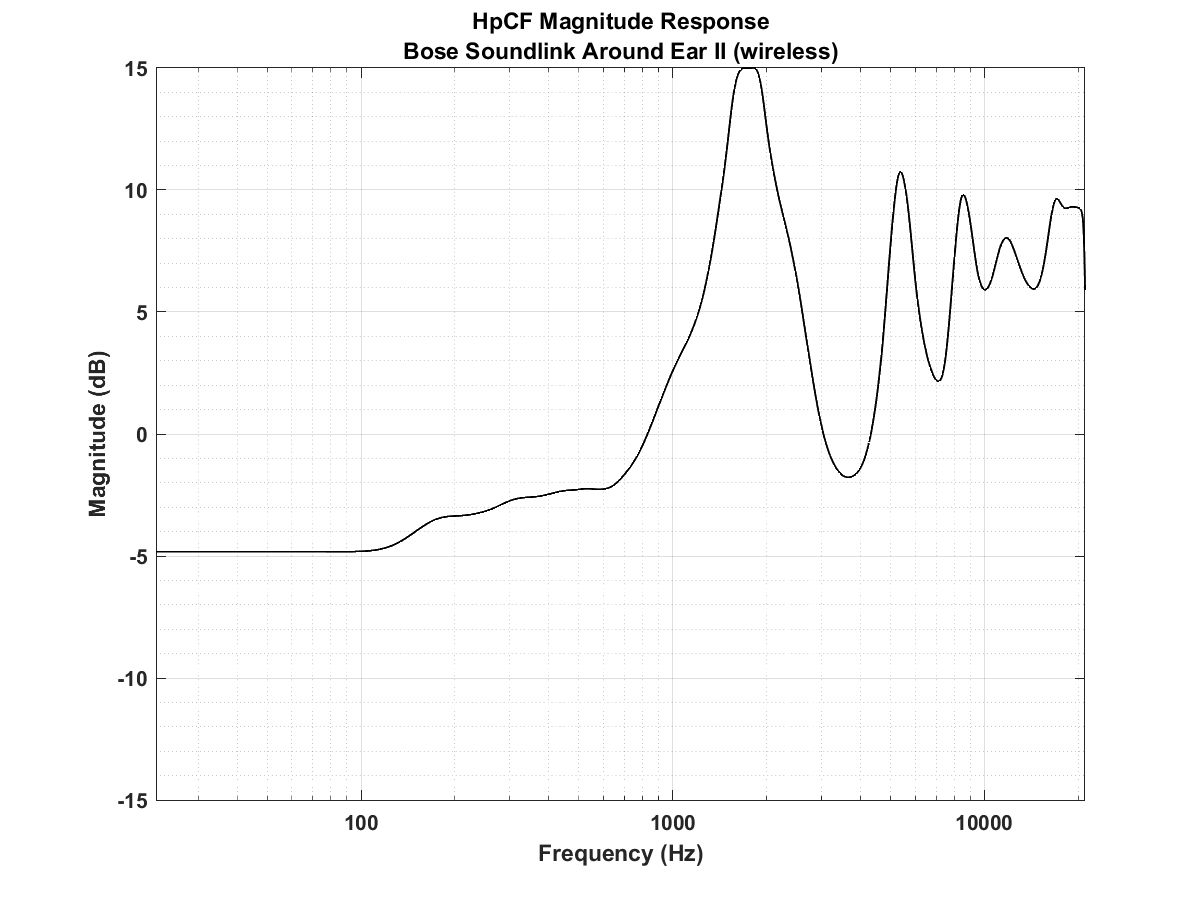 HpCF Magnitude Response
Bose Soundlink Around Ear II (wireless)
15
10
5
0
-5
-10
-15
Magnitude (dB)
100 1000 10000
Frequency (Hz)